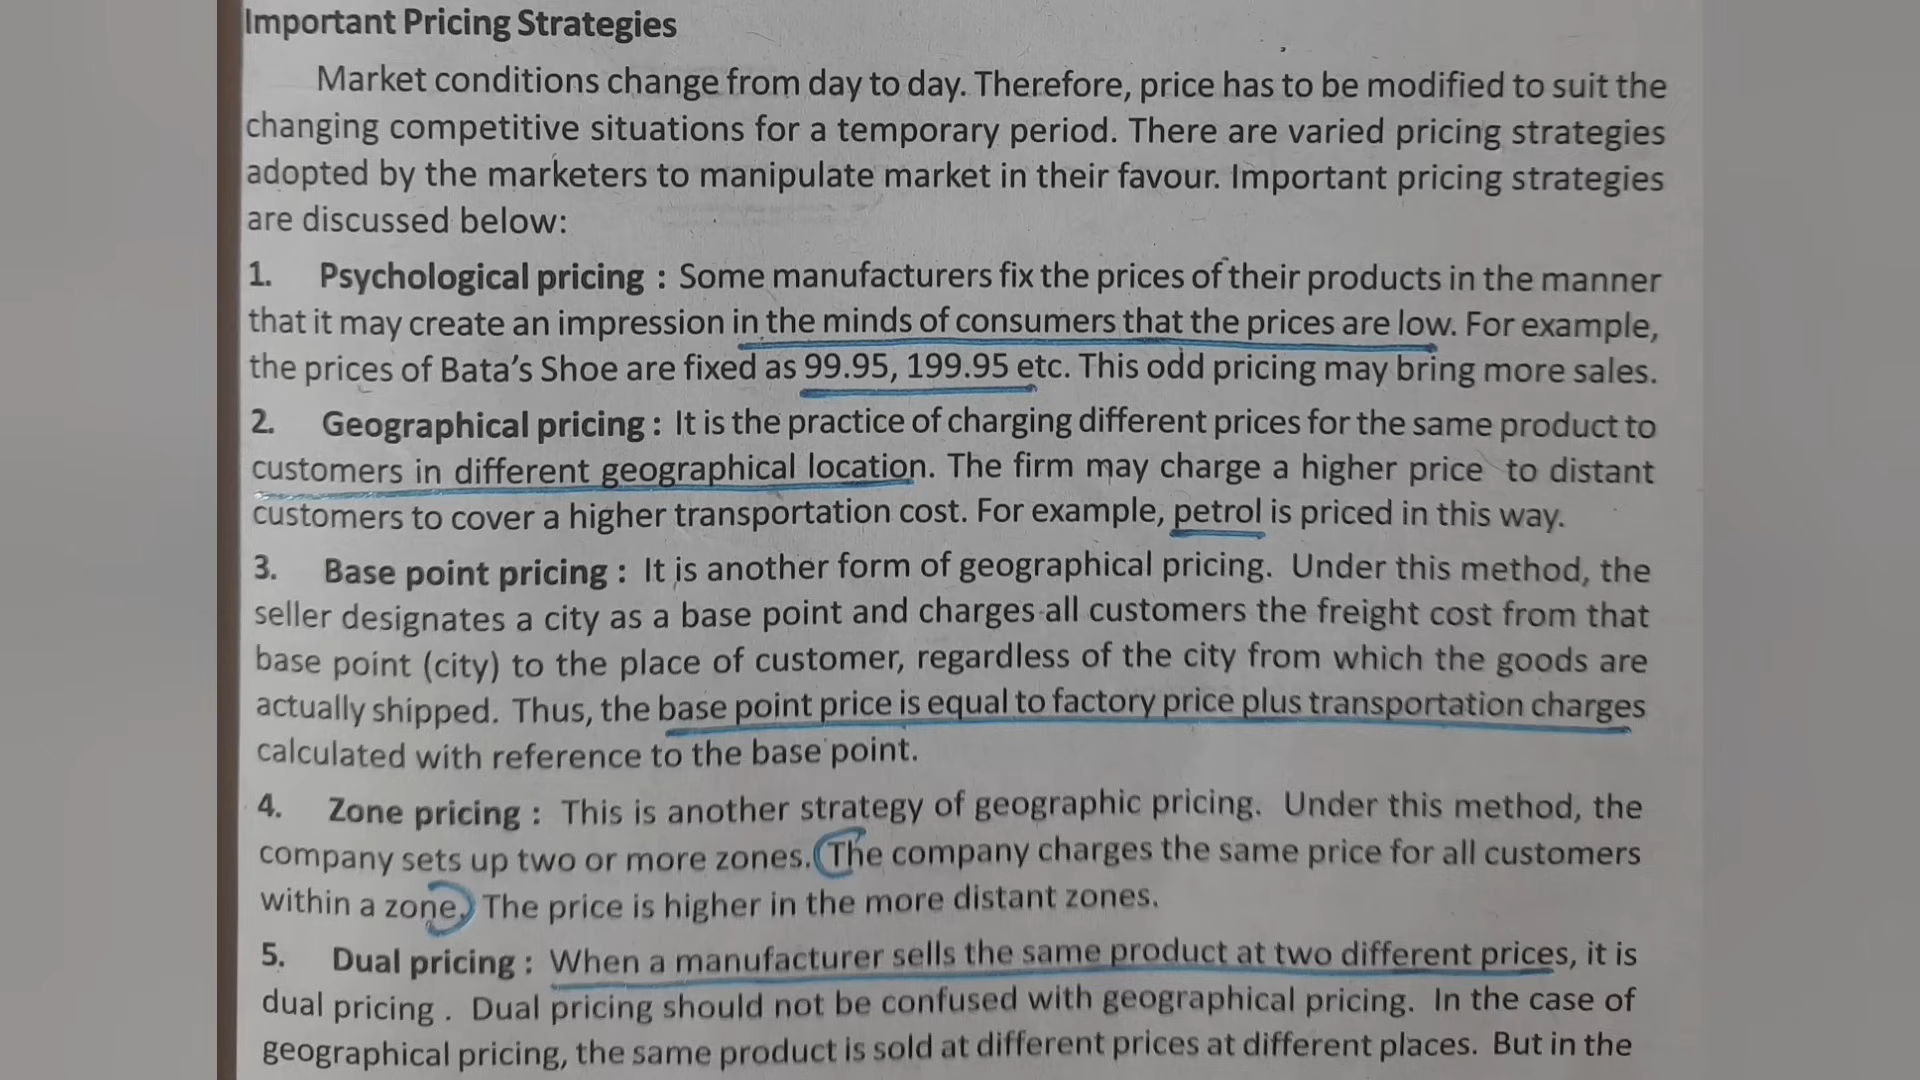 Important Pricing Strategies
Market conditions change from day to day. Therefore, price has to be modified to suit the
changing competitive situations for a temporary period. There are varied pricing strategies
adopted by the marketers to manipulate market in their favour. Important pricing strategies
are discussed below:
1. Psychological pricing : Some manufacturers fix the prices of their products in the manner
that it may create an impression in the minds of consumers that the prices are low. For example,
the prices of Bata's Shoe are fixed as 99.95, 199.95 etc. This odd pricing may bring more sales.
2. Geographical pricing : It is the practice of charging different prices for the same product to
customers in different geographical location. The firm may charge a higher price to distant
customers to cover a higher transportation cost. For example, petrol is priced in this way.
3. Base point pricing : It is another form of geographical pricing. Under this method, the
seller designates a city as a base point and charges all customers the freight cost from that
base point (city) to the place of customer, regardless of the city from which the goods are
actually shipped. Thus, the base point price is equal to factory price plus transportation charges
calculated with reference to the base point.
4. Zone pricing : This is another strategy of geographic pricing. Under this method, the
company sets up two or more zones. The company charges the same price for all customers
within a zone. The price is higher in the more distant zones.
5. Dual pricing : When a manufacturer sells the same product at two different prices, it is
dual pricing . Dual pricing should not be confused with geographical pricing. In the case of
geographical pricing, the same product is sold at different prices at different places. But in the